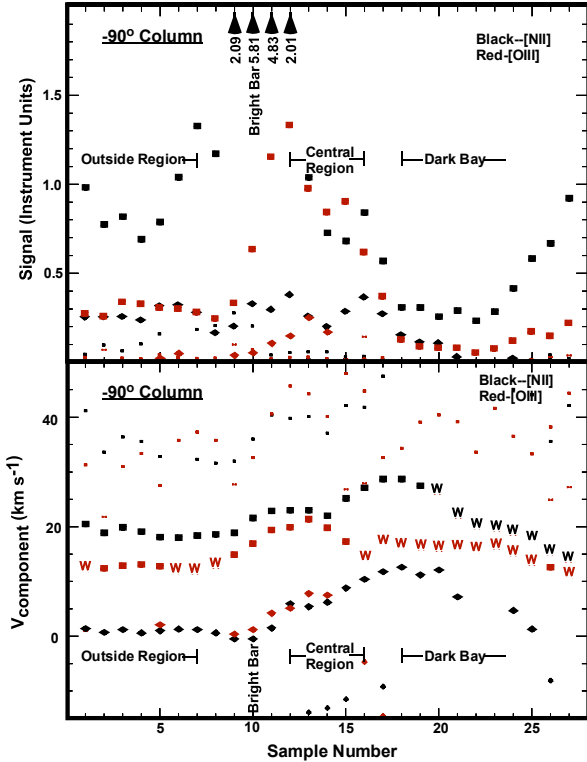 -90º Column
2.09
5.81
4.83
2.01
Black--[NII]
Red-[OIII]
Bright Bar
Outside Region
Central
Region
Dark Bay
Signal (Instrument Units)
1.5
1.0
0.5
-90º Column
Black--[NII]
Red-[OIII]
Vcomponent (km s-1)
40
20
0
W W W W W W W W W W W W W W W W
W W W W W W W W
Outside Region
Bright Bar
Central
Region
Dark Bay
5
10
15
20
25
Sample Number